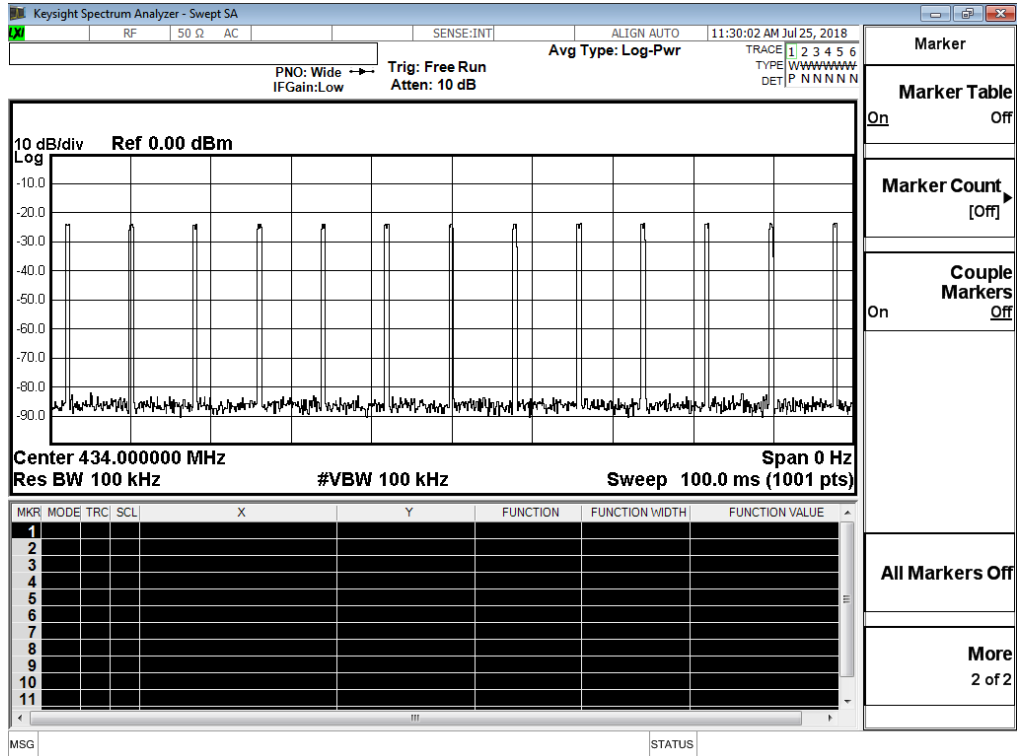 Keysight Spectrum Analyzer - Swept SA
LXI RF 50 Ω AC SENSE:INT ALIGN AUTO 11:30:02 AM Jul 25, 2018
Avg Type: Log-Pwr TRACE 1 2 3 4 5 6
PNO: Wide Trig: Free Run TYPE WWWWWW
IFGain:Low Atten: 10 dB DET P N N N N N
10 dB/div Ref 0.00 dBm
Log
-10.0
-20.0
-30.0
-40.0
-50.0
-60.0
-70.0
-80.0
-90.0
Center 434.000000 MHz Span 0 Hz
Res BW 100 kHz #VBW 100 kHz Sweep 100.0 ms (1001 pts)
MKR MODE TRC SCL X Y FUNCTION FUNCTION WIDTH FUNCTION VALUE
1
2
3
4
5
6
7
8
9
10
11
MSG STATUS
Marker
Marker Table
On Off
Marker Count
[Off]
Couple
Markers
On Off
All Markers Off
More
2 of 2